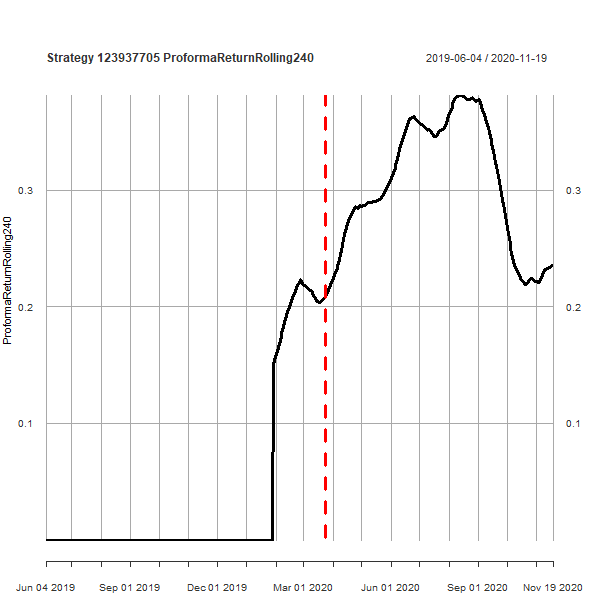 Strategy 123937705 ProformaReturnRolling240
2019-06-04 / 2020-11-19
ProformaReturnRolling240
0.3
0.3
0.2
0.2
0.1
0.1
Jun 04 2019
Sep 01 2019
Dec 01 2019
Mar 01 2020
Jun 01 2020
Sep 01 2020
Nov 19 2020